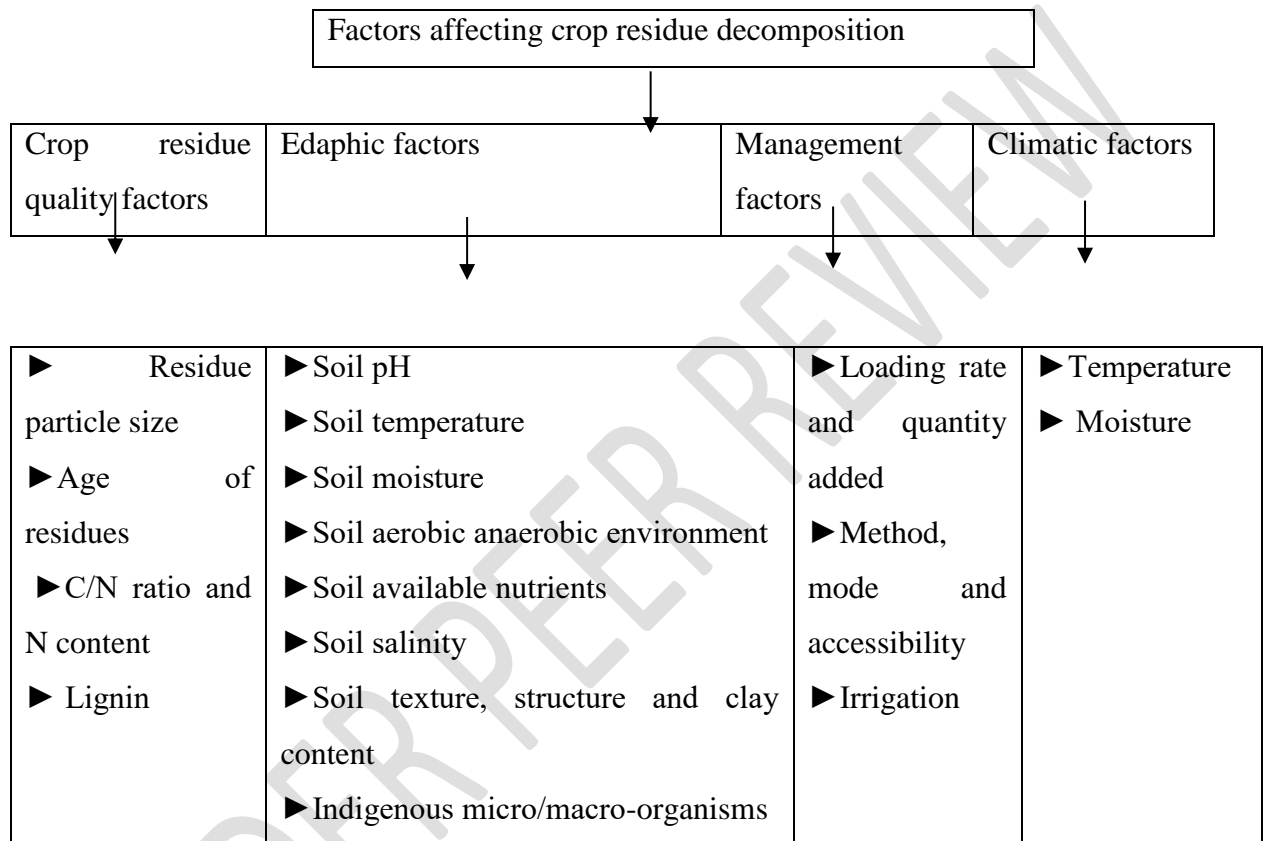 Factors affecting crop residue decomposition
Crop residue
quality factors
Edaphic factors
Management
factors
Climatic factors
► Residue
particle size
►Age of
residues
►C/N ratio and
N content
► Lignin
►Soil pH
►Soil temperature
►Soil moisture
►Soil aerobic anaerobic environment
►Soil available nutrients
►Soil salinity
►Soil texture, structure and clay
content
►Indigenous micro/macro-organisms
►Loading rate
and quantity
added
►Method,
mode and
accessibility
►Irrigation
►Temperature
► Moisture
PEER REVIEW